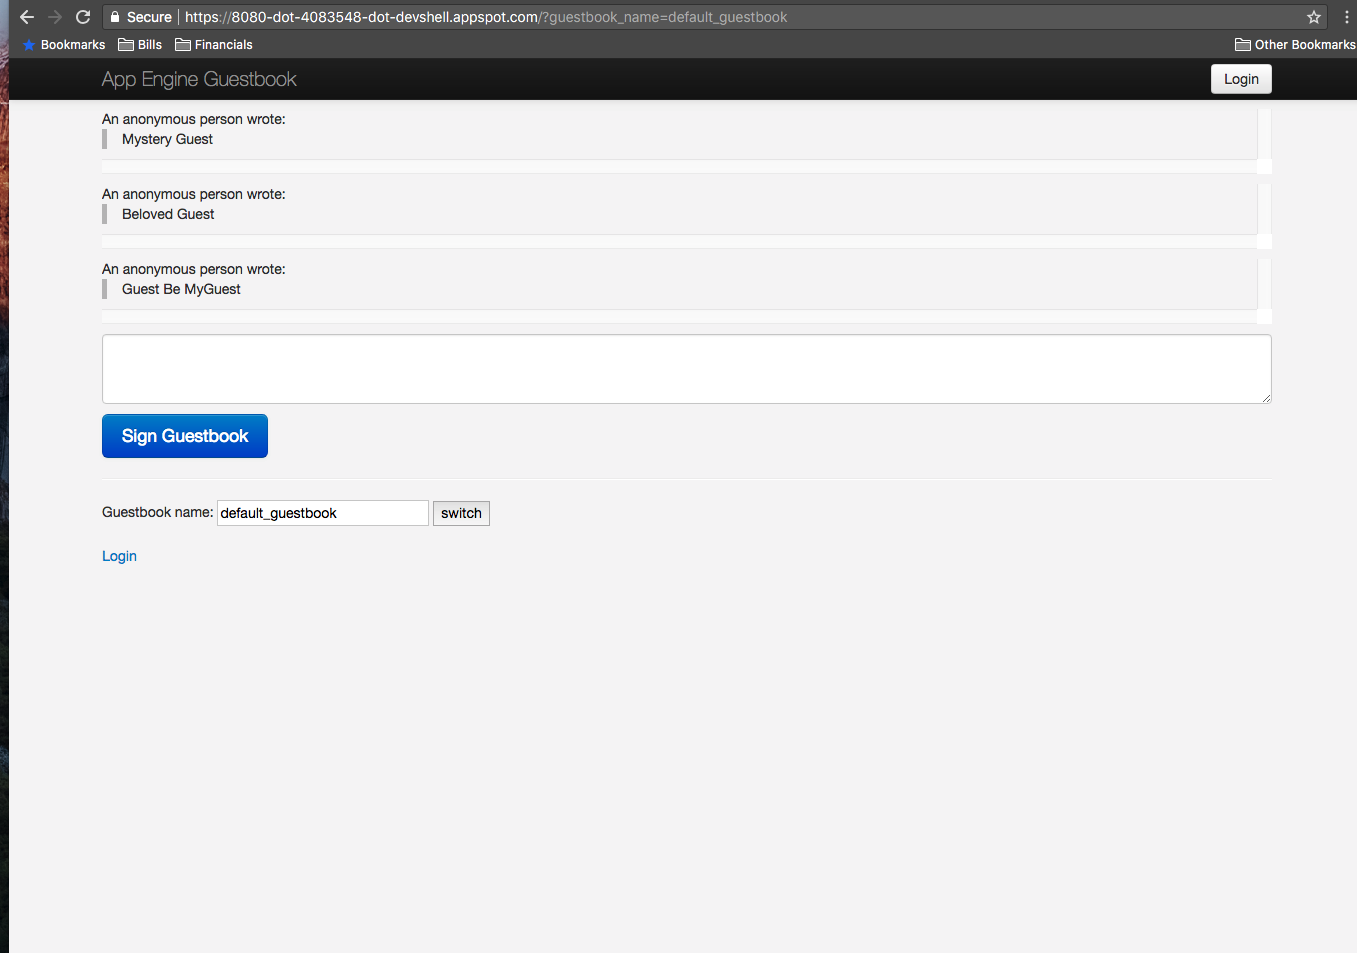 Secure https://8080-dot-4083548-dot-devshell.appspot.com/?guestbook_name=default_guestbook
Bookmarks Bills Financials Other Bookmarks
App Engine Guestbook Login
An anonymous person wrote:
Mystery Guest
An anonymous person wrote:
Beloved Guest
An anonymous person wrote:
Guest Be MyGuest
Sign Guestbook
Guestbook name: default_guestbook switch
Login